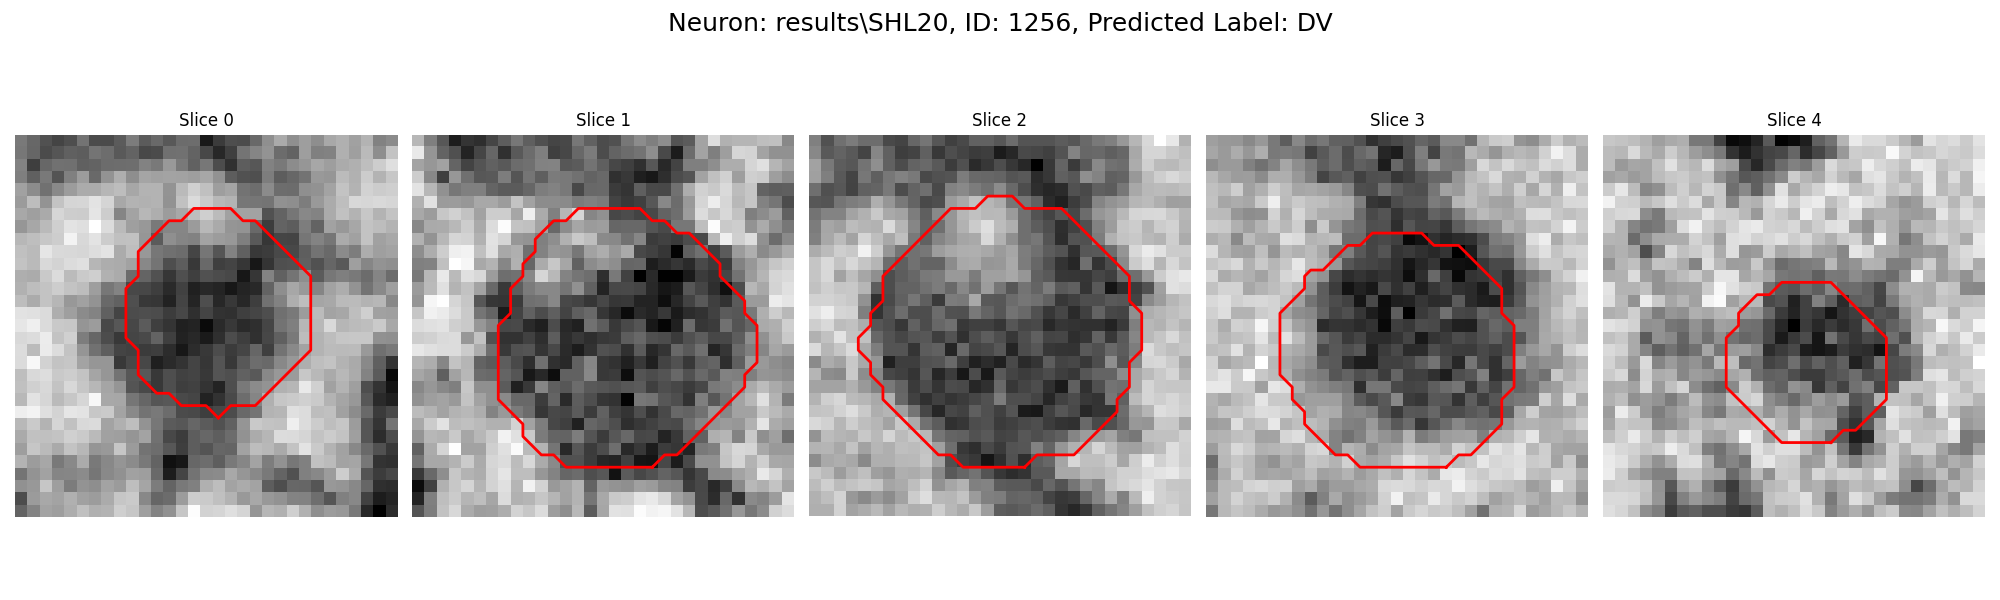 Neuron: results\SHL20, ID: 1256, Predicted Label: DV
Slice 0
Slice 1
Slice 2
Slice 3
Slice 4